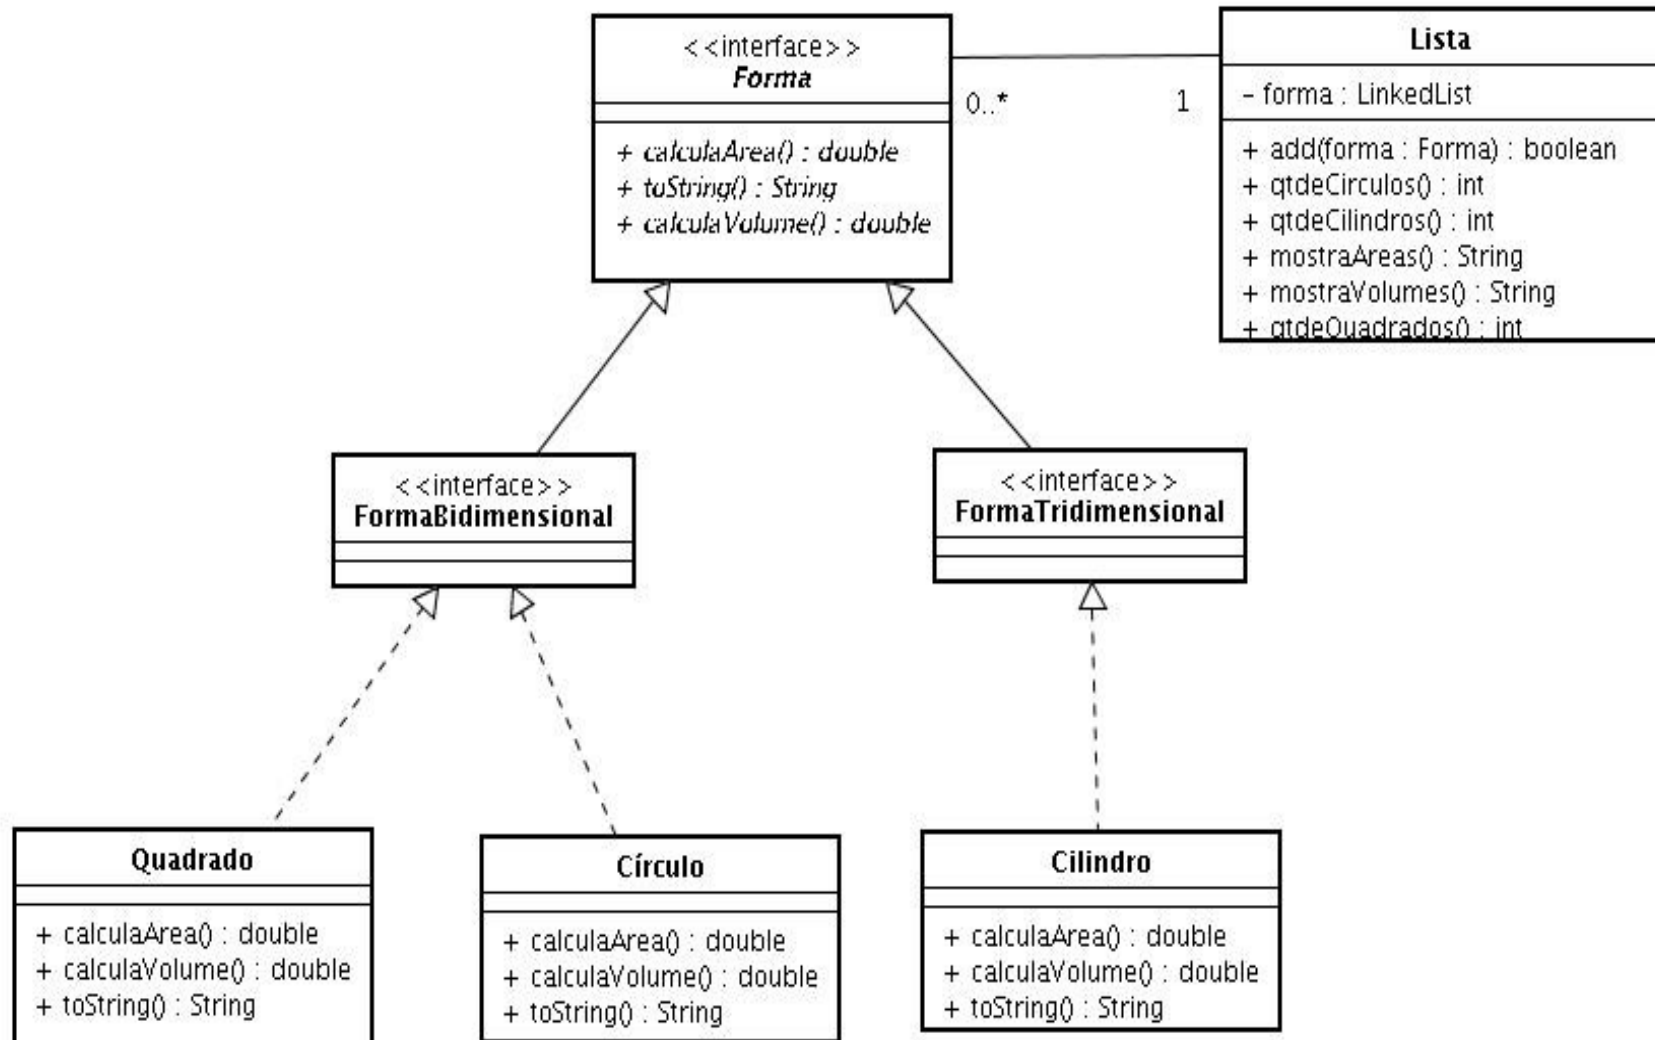 <<interface>>
Forma
+ calculaArea() : double
+ toString() : String
+ calculaVolume() : double
0..*
1
Lista
- forma : LinkedList
+ add(forma : Forma) : boolean
+ qtdeCirculos() : int
+ qtdeCilindros() : int
+ mostraAreas() : String
+ mostraVolumes() : String
+ qtdeQuadrados() : int
<<interface>>
FormaBidimensional
<<interface>>
FormaTridimensional
Quadrado
+ calculaArea() : double
+ calculaVolume() : double
+ toString() : String
Círculo
+ calculaArea() : double
+ calculaVolume() : double
+ toString() : String
Cilindro
+ calculaArea() : double
+ calculaVolume() : double
+ toString() : String